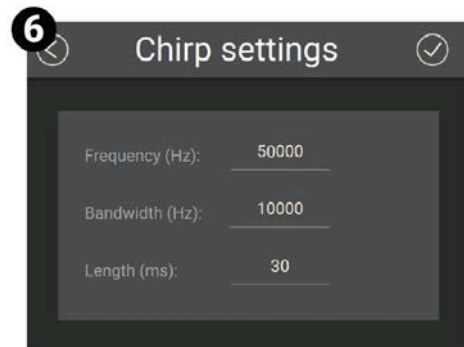 6
Chirp settings
Frequency (Hz): 50000
Bandwidth (Hz): 10000
Length (ms): 30